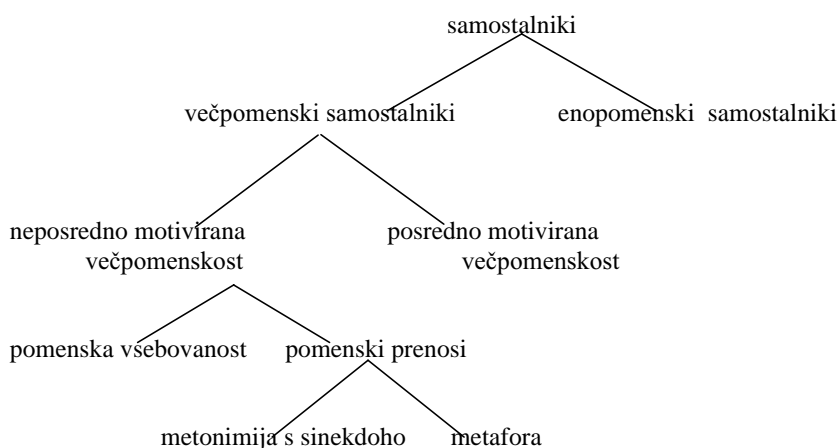 samostalniki
večpomenski samostalniki enopomenski samostalniki
neposredno motivirana posredno motivirana
večpomenskost večpomenskost
pomenska vsebovanost pomenski prenosi
metonimija s sinekdoho metafora